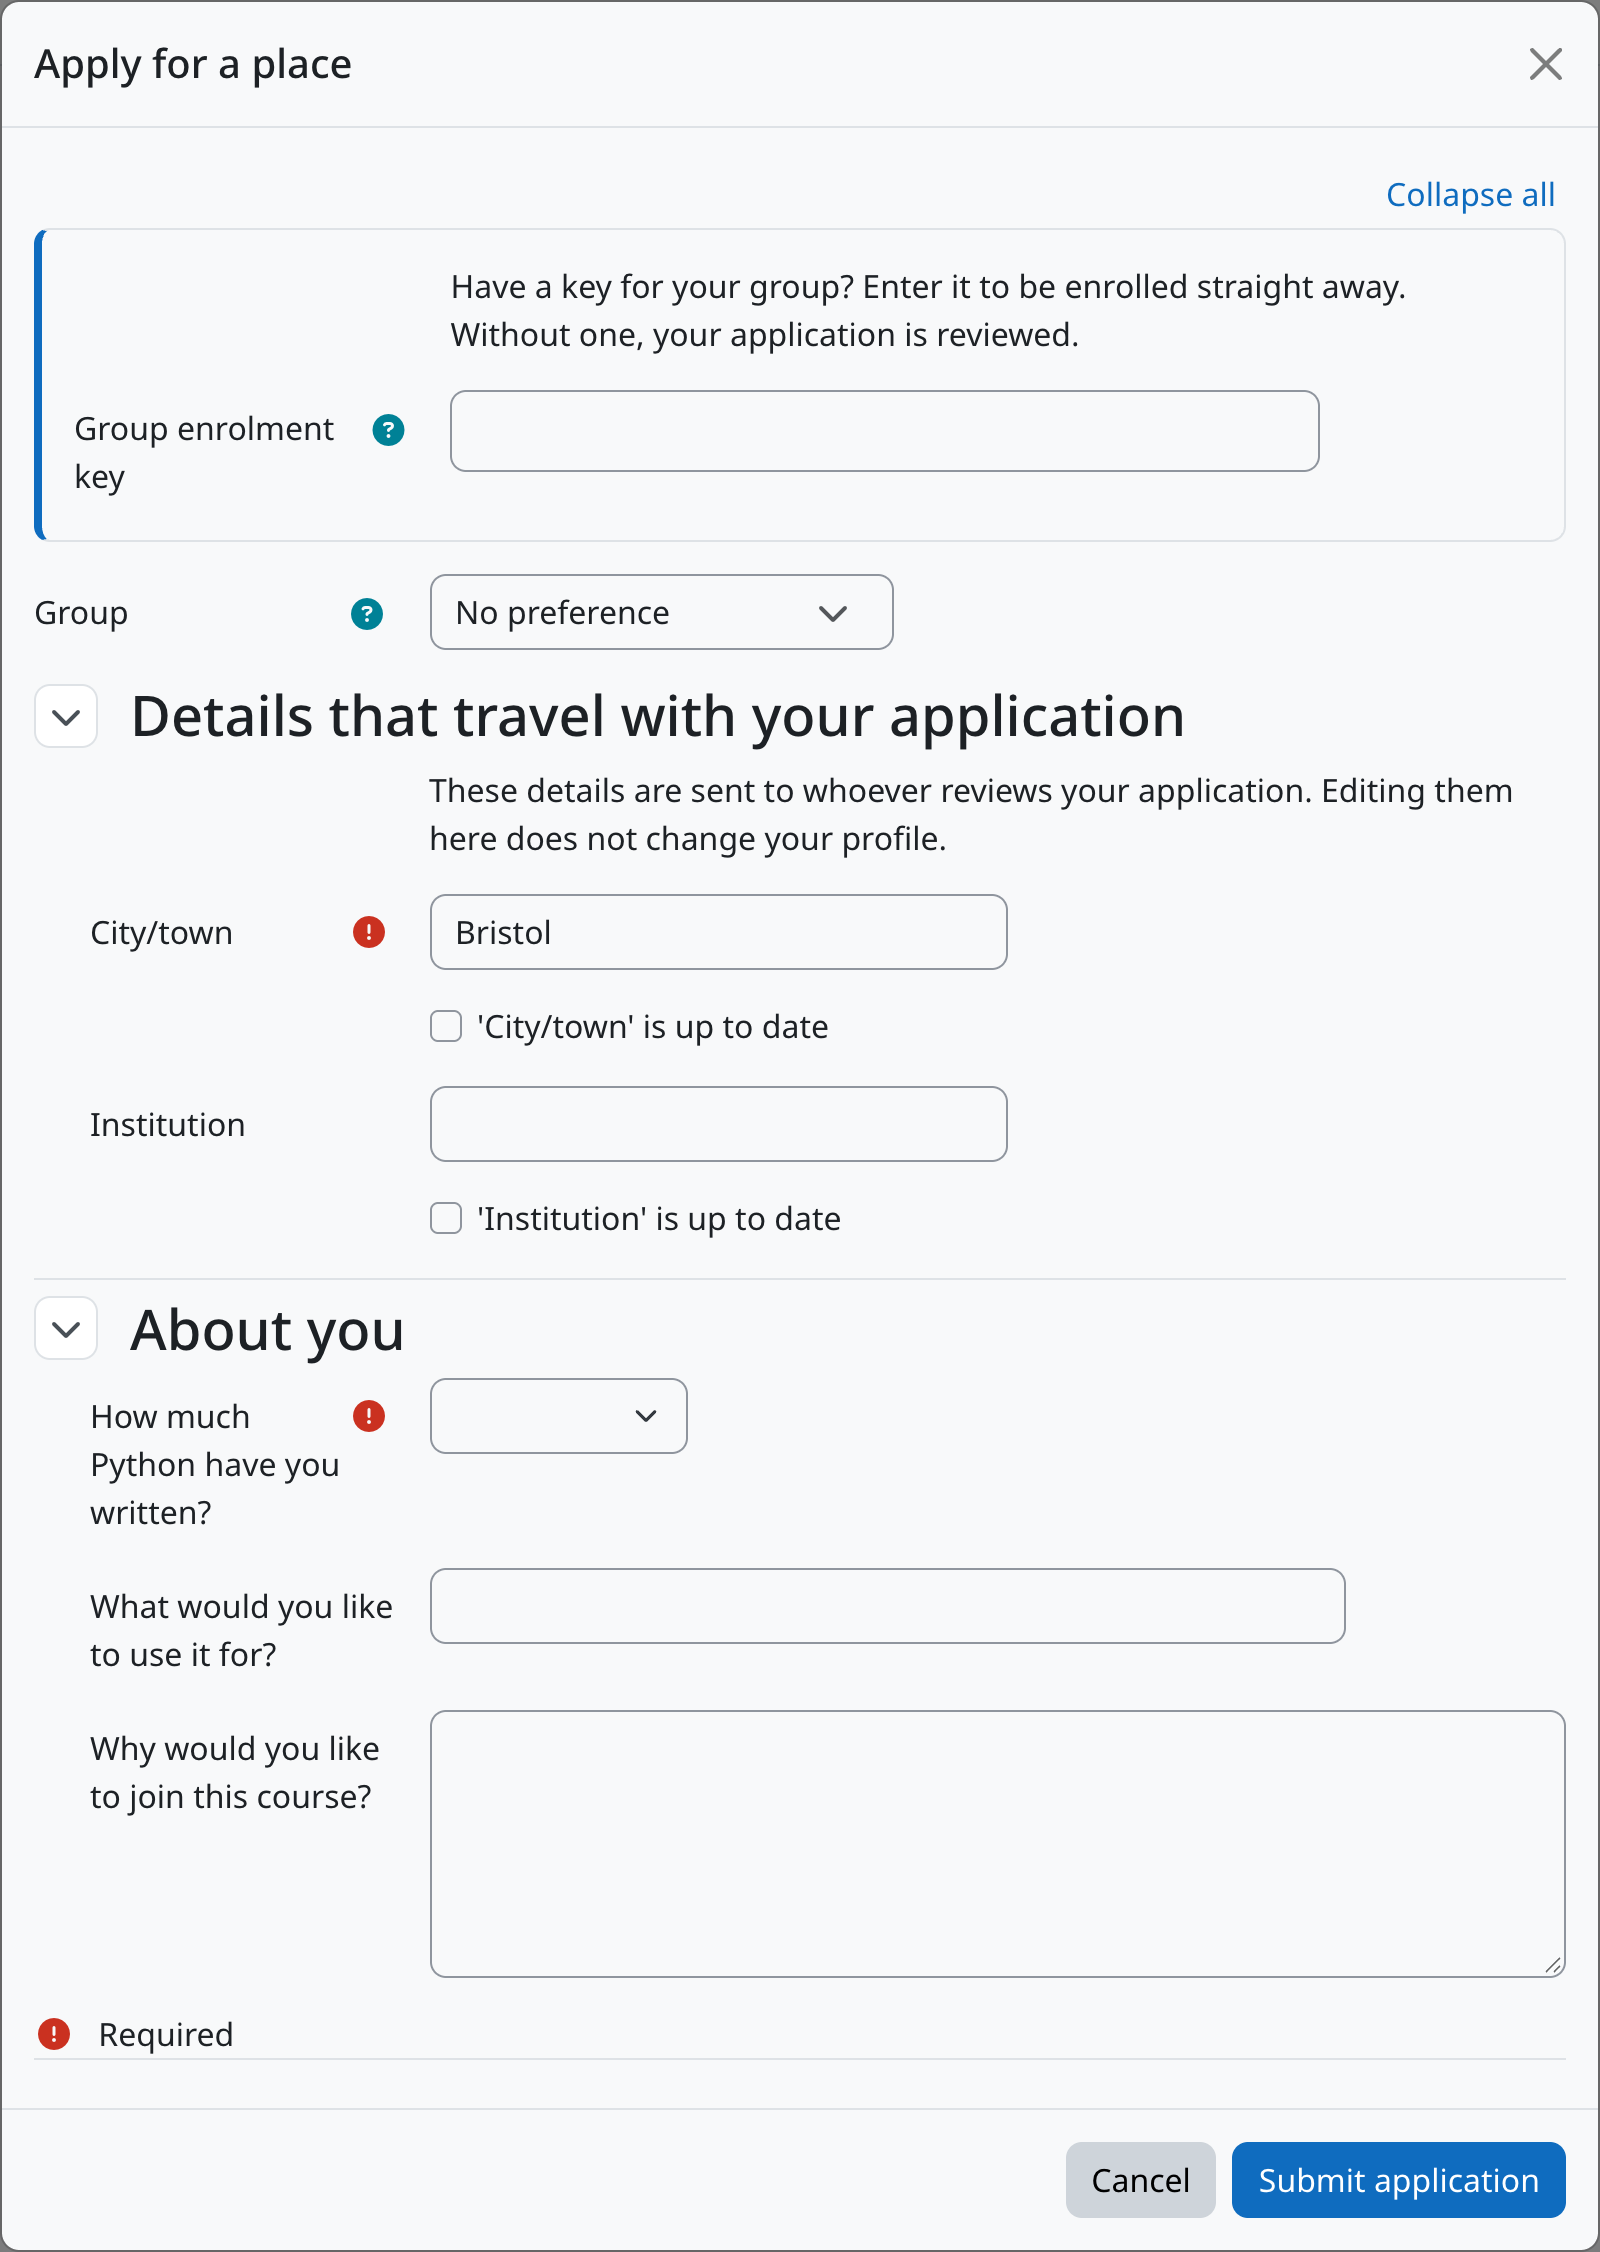 Apply for a place
Collapse all
Have a key for your group? Enter it to be enrolled straight away.
Without one, your application is reviewed.
Group enrolment
key
Group
No preference
Details that travel with your application
These details are sent to whoever reviews your application. Editing them
here does not change your profile.
City/town
Bristol
'City/town' is up to date
Institution
'Institution' is up to date
About you
How much
Python have you
written?
What would you like
to use it for?
Why would you like
to join this course?
Required
Cancel
Submit application